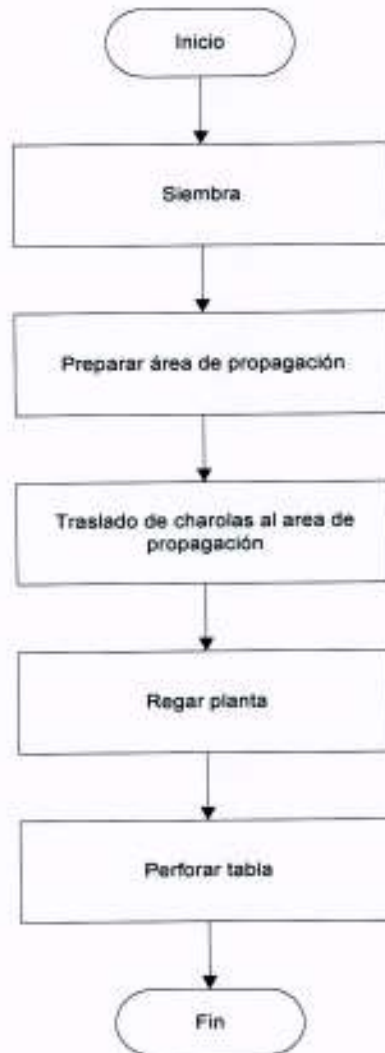 Inicio
Siembra
Preparar área de propagación
Traslado de charolas al area de
propagación
Regar planta
Perforar tabla
Fin